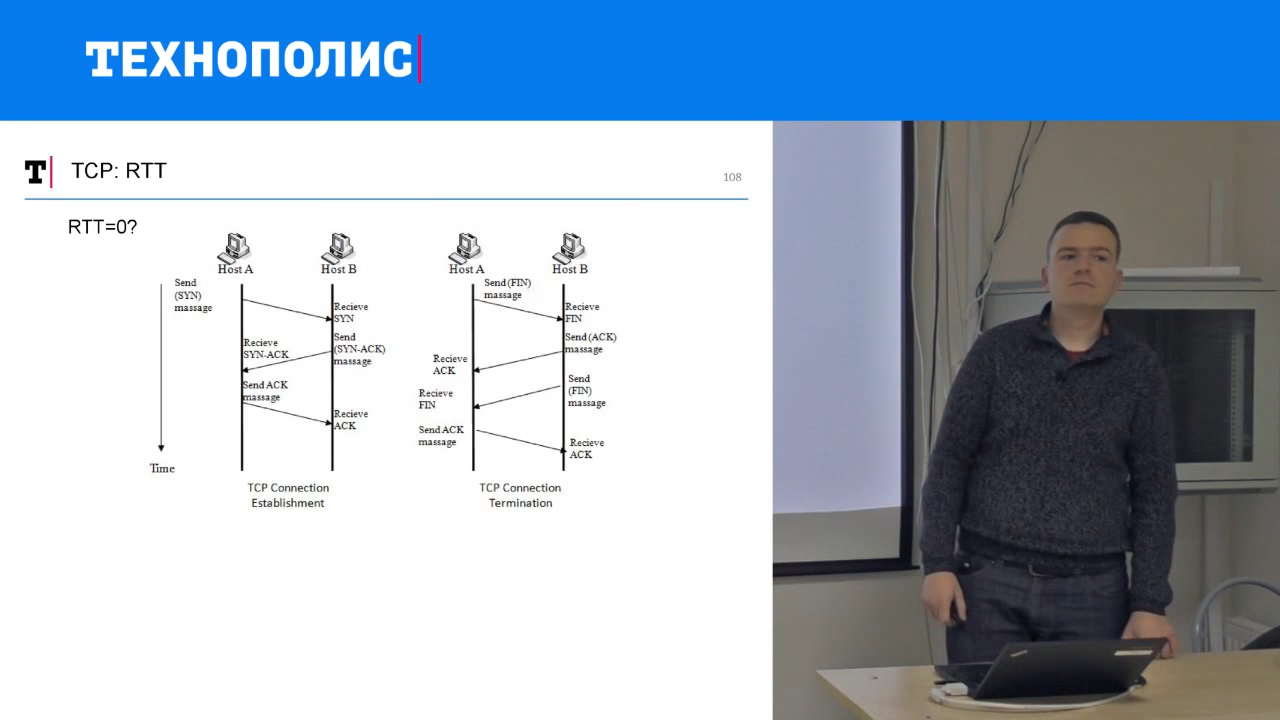 ТЕХНОПОЛИС
T
TCP: RTT
108
RTT=0?
Host A
Host B
Send
(SYN)
massage
Recieve
SYN
Send
(SYN-ACK)
massage
Recieve
SYN-ACK
Send ACK
massage
Recieve
ACK
Time
TCP Connection
Establishment
Host A
Host B
Send (FIN)
massage
Recieve
FIN
Send (ACK)
massage
Recieve
ACK
Send
(FIN)
massage
Recieve
FIN
Send ACK
massage
Recieve
ACK
TCP Connection
Termination